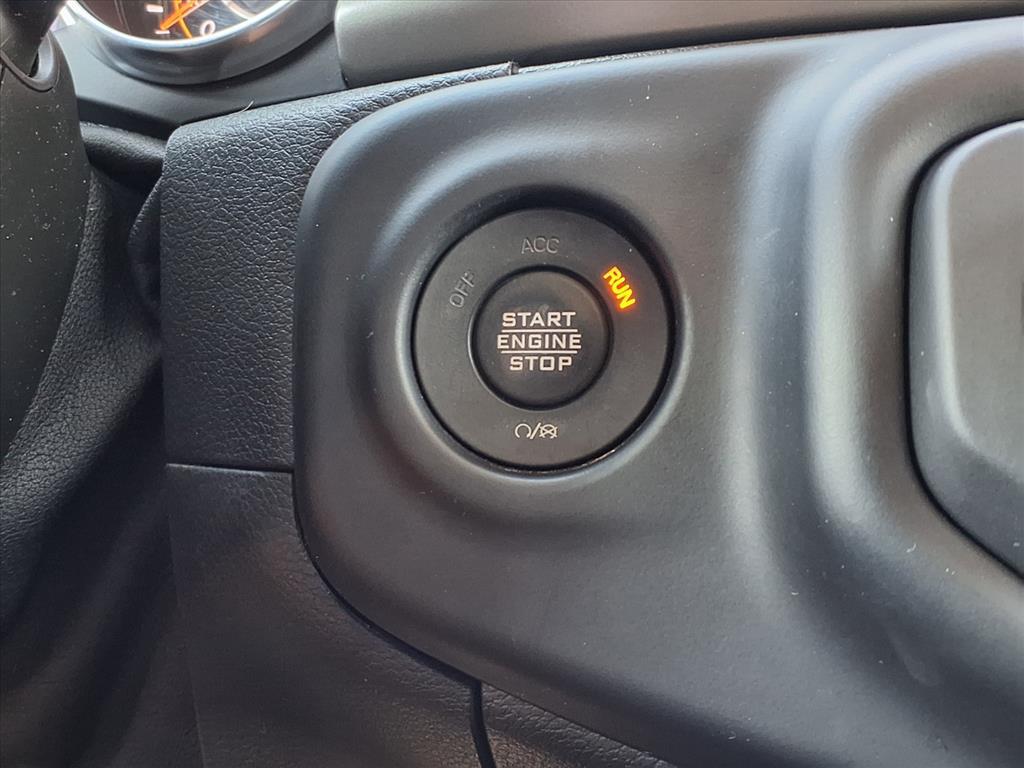 ACC
OFF
RUN
START
ENGINE
STOP